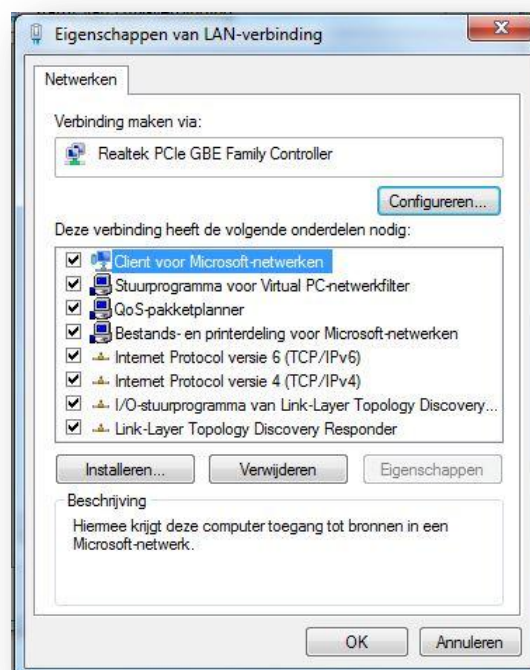 Eigenschappen van LAN-verbinding
Netwerken
Verbinding maken via:
Realtek PCIe GBE Family Controller
Configureren...
Deze verbinding heeft de volgende onderdelen nodig:
Client voor Microsoft-netwerken
Stuurprogramma voor Virtual PC-netwerkfilter
QoS-pakketplanner
Bestands- en printerdeling voor Microsoft-netwerken
Internet Protocol versie 6 (TCP/IPv6)
Internet Protocol versie 4 (TCP/IPv4)
I/O-stuurprogramma van Link-Layer Topology Discovery...
Link-Layer Topology Discovery Responder
Installeren... Verwijderen Eigenschappen
Beschrijving
Hiermee krijgt deze computer toegang tot bronnen in een
Microsoft-netwerk.
OK Annuleren